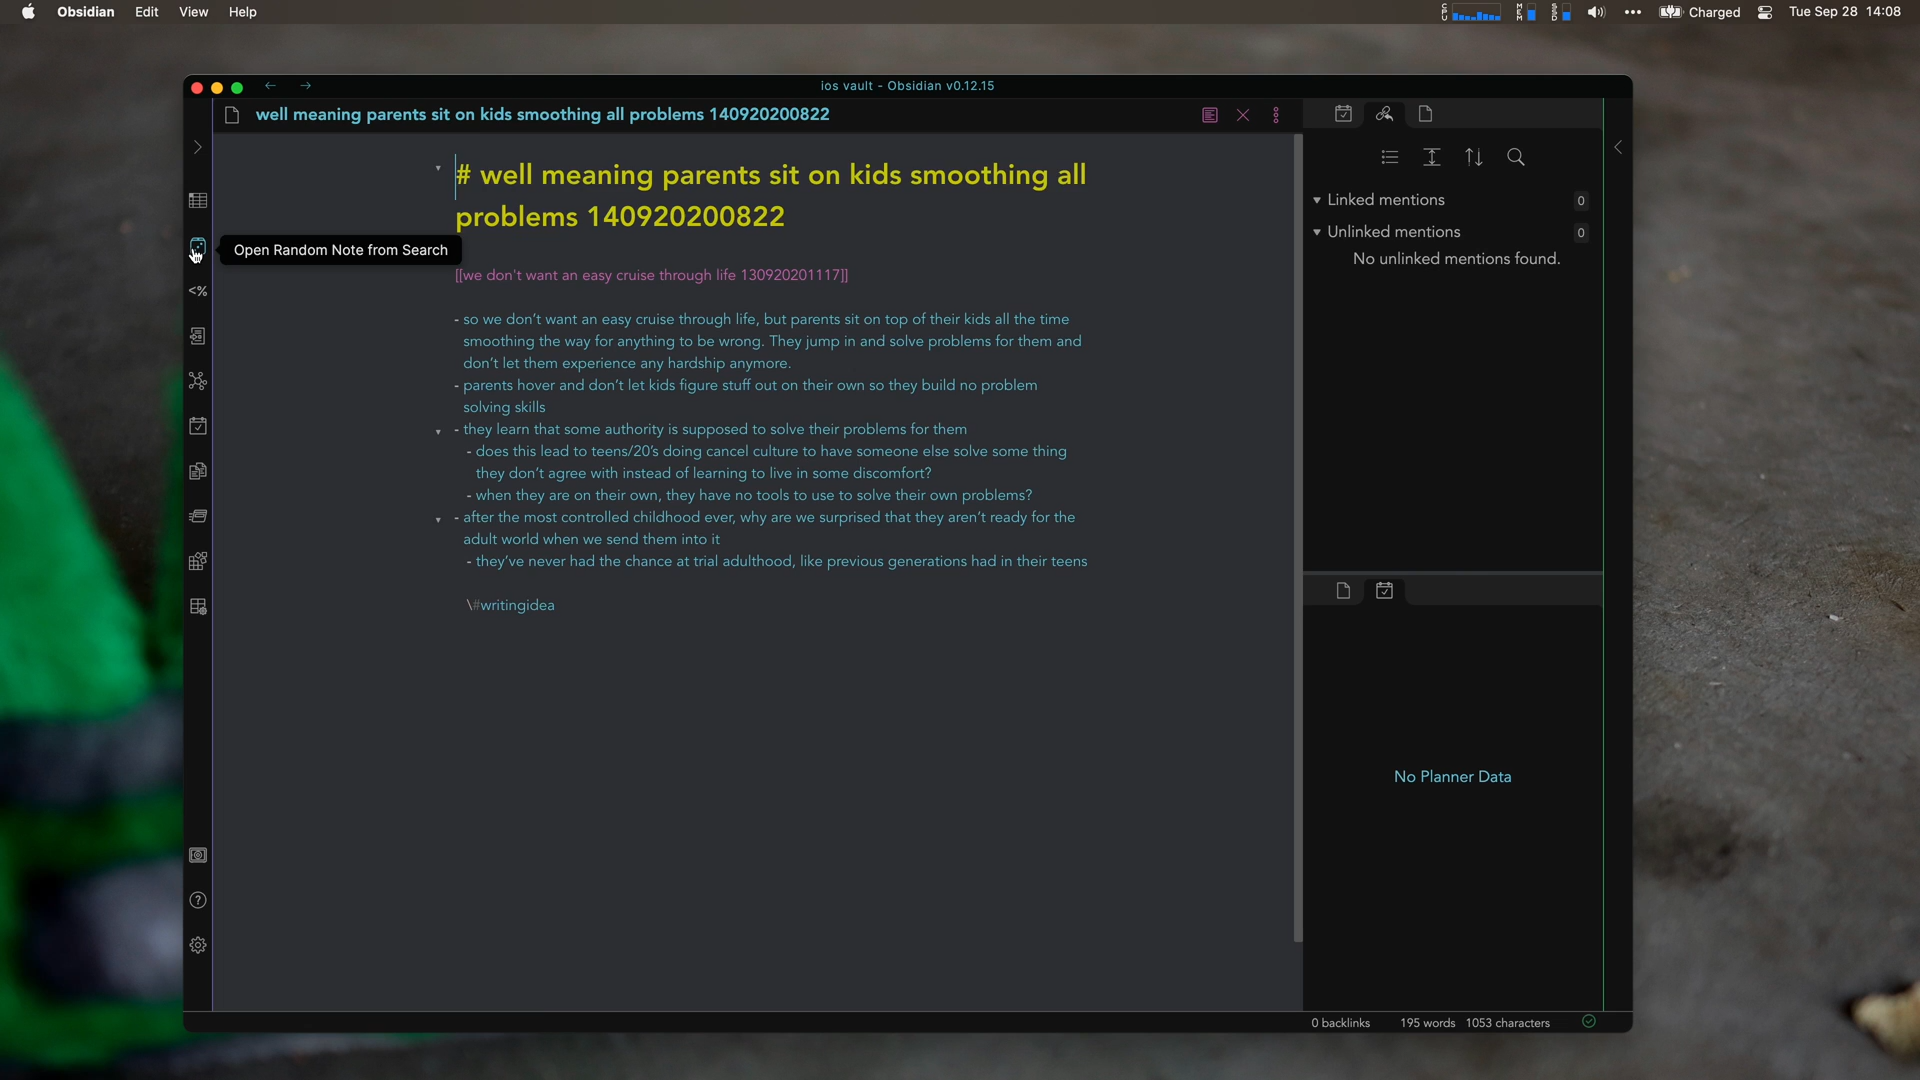 Obsidian Edit View Help
CPU MEM SSD Charged Tue Sep 28 14:08
ios vault - Obsidian v0.12.15
well meaning parents sit on kids smoothing all problems 140920200822
# well meaning parents sit on kids smoothing all
problems 140920200822
Open Random Note from Search
[[we don't want an easy cruise through life 130920201117]]
- so we don't want an easy cruise through life, but parents sit on top of their kids all the time
smoothing the way for anything to be wrong. They jump in and solve problems for them and
don't let them experience any hardship anymore.
- parents hover and don't let kids figure stuff out on their own so they build no problem
solving skills
- they learn that some authority is supposed to solve their problems for them
- does this lead to teens/20's doing cancel culture to have someone else solve some thing
they don't agree with instead of learning to live in some discomfort?
- when they are on their own, they have no tools to use to solve their own problems?
- after the most controlled childhood ever, why are we surprised that they aren't ready for the
adult world when we send them into it
- they've never had the chance at trial adulthood, like previous generations had in their teens
\#writingidea
<%
Linked mentions 0
Unlinked mentions 0
No unlinked mentions found.
No Planner Data
0 backlinks 195 words 1053 characters